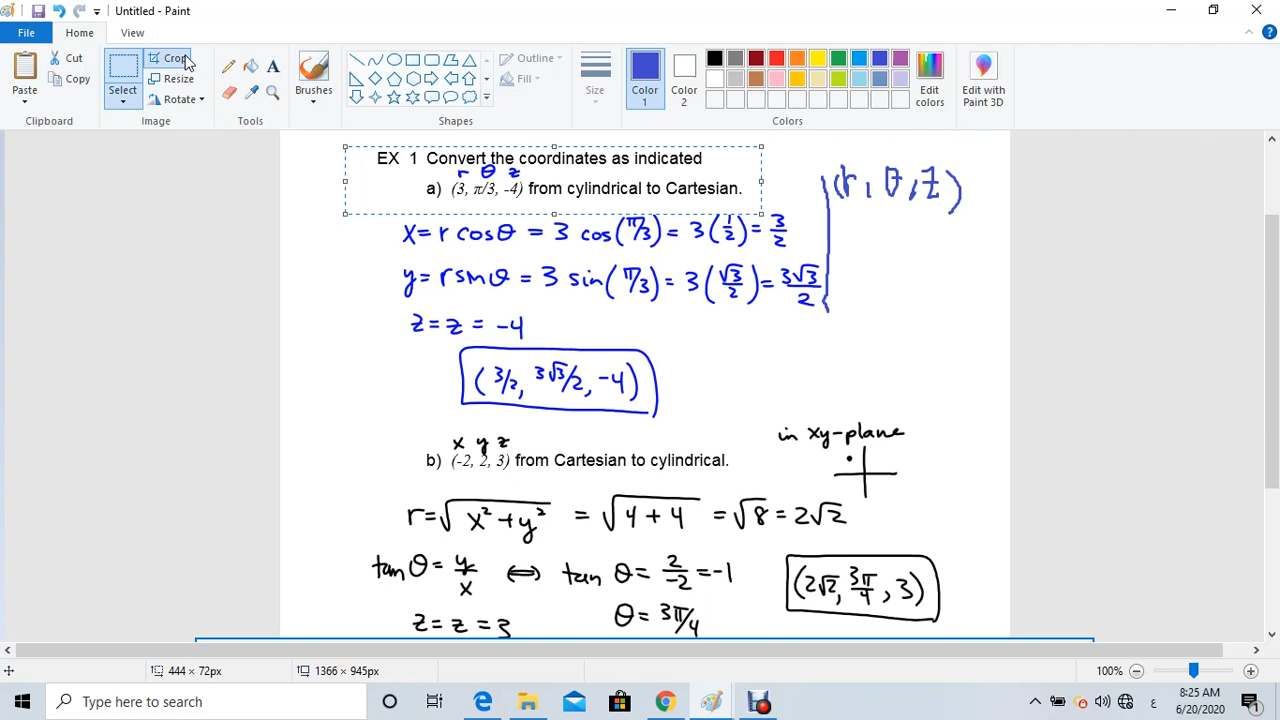 Untitled - Paint
File Home View
Paste Cut Copy Clipboard
Select Crop Resize Rotate Image
Tools
Brushes
Outline Fill Shapes
Size
Color 1 Color 2 Edit colors Colors
Edit with Paint 3D
EX 1 Convert the coordinates as indicated
r θ z
a) (3, π/3, -4) from cylindrical to Cartesian.
(r, θ, z)
x = r cosθ = 3 cos(π/3) = 3(1/2) = 3/2
y = r sinθ = 3 sin(π/3) = 3(√3/2) = 3√3/2
z = z = -4
(3/2, 3√3/2, -4)
in xy-plane
x y z
b) (-2, 2, 3) from Cartesian to cylindrical.
r = √x²+y² = √4+4 = √8 = 2√2
tan θ = y/x ⟺ tan θ = 2/-2 = -1
(2√2, 3π/4, 3)
θ = 3π/4
z = z = 3
444 × 72px 1366 × 945px 100%
Type here to search
ع 8:25 AM
6/20/2020